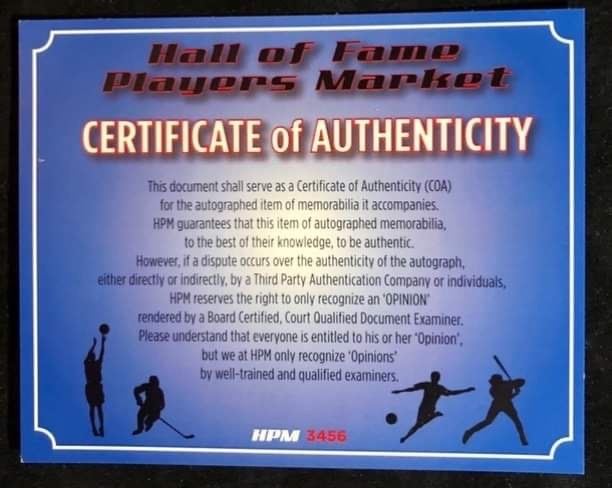 Hall of Fame
Players Market
CERTIFICATE of AUTHENTICITY
This document shall serve as a Certificate of Authenticity (COA)
for the autographed item of memorabilia it accompanies.
HPM guarantees that this item of autographed memorabilia,
to the best of their knowledge, to be authentic.
However, if a dispute occurs over the authenticity of the autograph,
either directly or indirectly, by a Third Party Authentication Company or individuals,
HPM reserves the right to only recognize an 'OPINION'
rendered by a Board Certified, Court Qualified Document Examiner.
Please understand that everyone is entitled to his or her 'Opinion',
but we at HPM only recognize 'Opinions'
by well-trained and qualified examiners.
HPM 3456